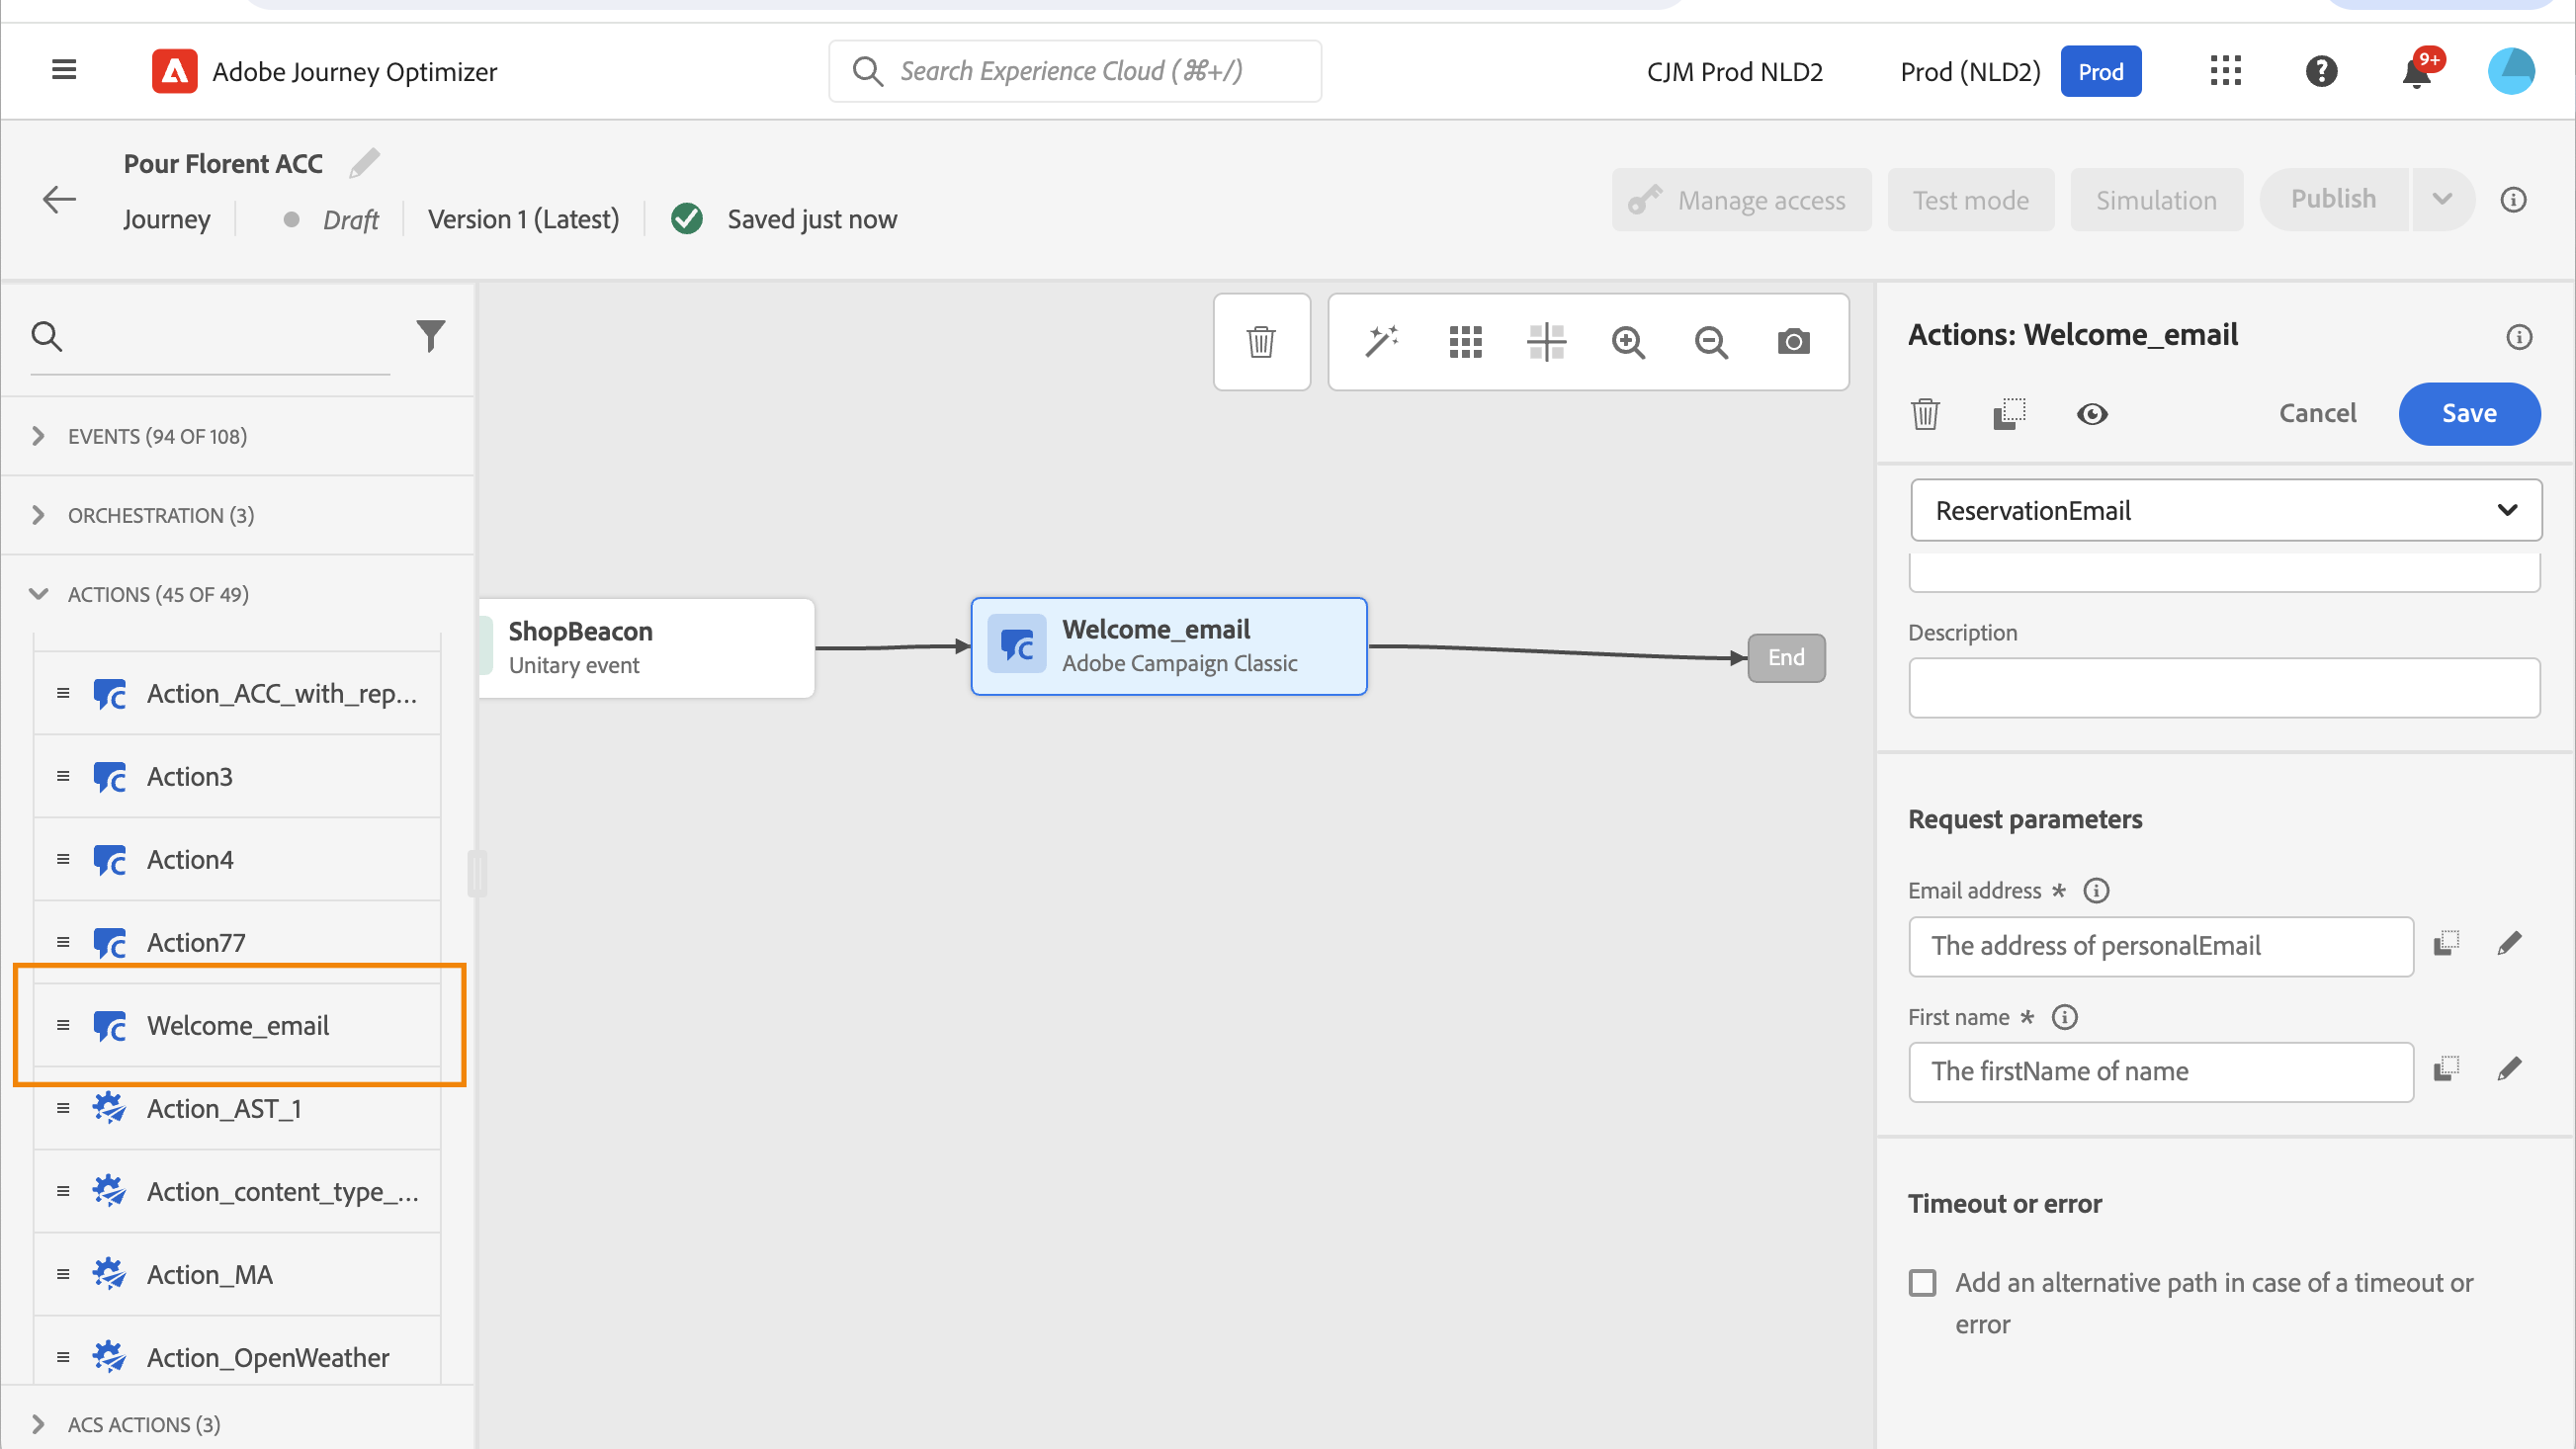 Adobe Journey Optimizer
Search Experience Cloud (⌘+/)
CJM Prod NLD2
Prod (NLD2)
Prod
9+
Pour Florent ACC
Journey
Draft
Version 1 (Latest)
Saved just now
Manage access
Test mode
Simulation
Publish
EVENTS (94 OF 108)
ORCHESTRATION (3)
ACTIONS (45 OF 49)
Action_ACC_with_rep...
Action3
Action4
Action77
Welcome_email
Action_AST_1
Action_content_type_...
Action_MA
Action_OpenWeather
ACS ACTIONS (3)
ShopBeacon
Unitary event
Welcome_email
Adobe Campaign Classic
End
Actions: Welcome_email
Cancel
Save
ReservationEmail
Description
Request parameters
Email address *
The address of personalEmail
First name *
The firstName of name
Timeout or error
Add an alternative path in case of a timeout or
error